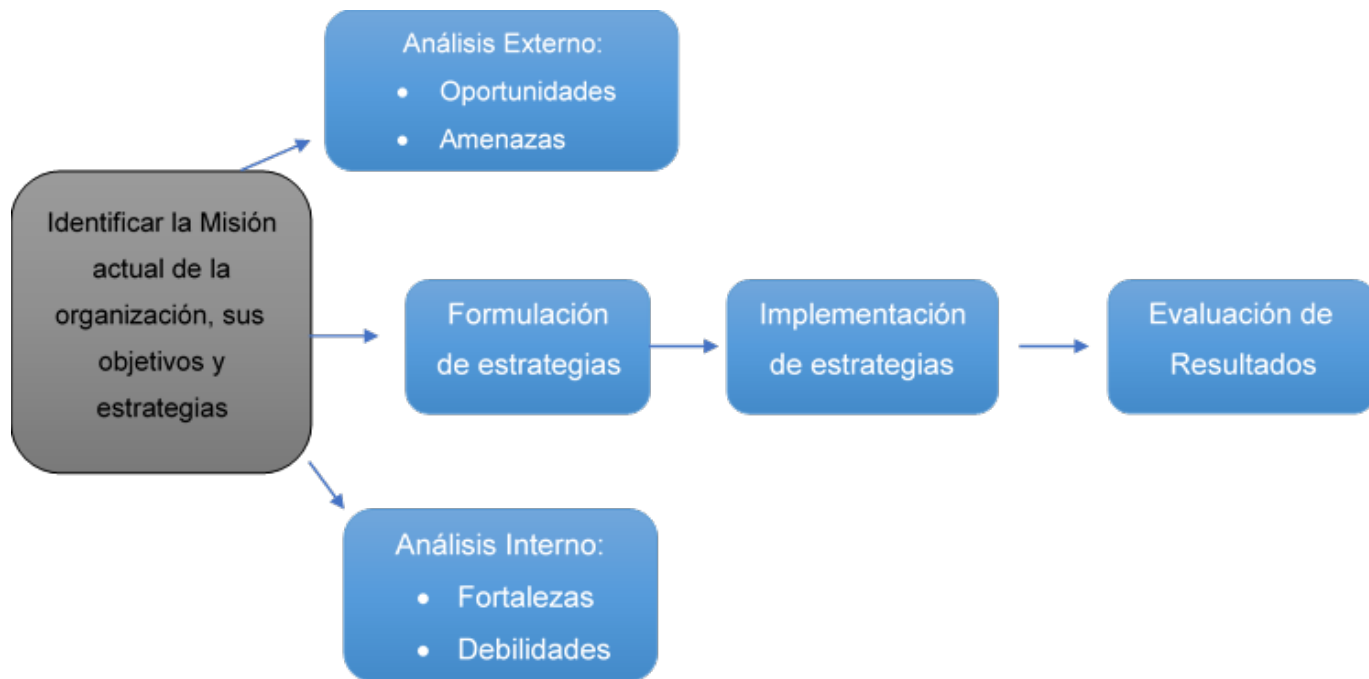 Análisis Externo:
• Oportunidades
• Amenazas
Identificar la Misión
actual de la
organización, sus
objetivos y
estrategias
Formulación
de estrategias
Implementación
de estrategias
Evaluación de
Resultados
Análisis Interno:
• Fortalezas
• Debilidades